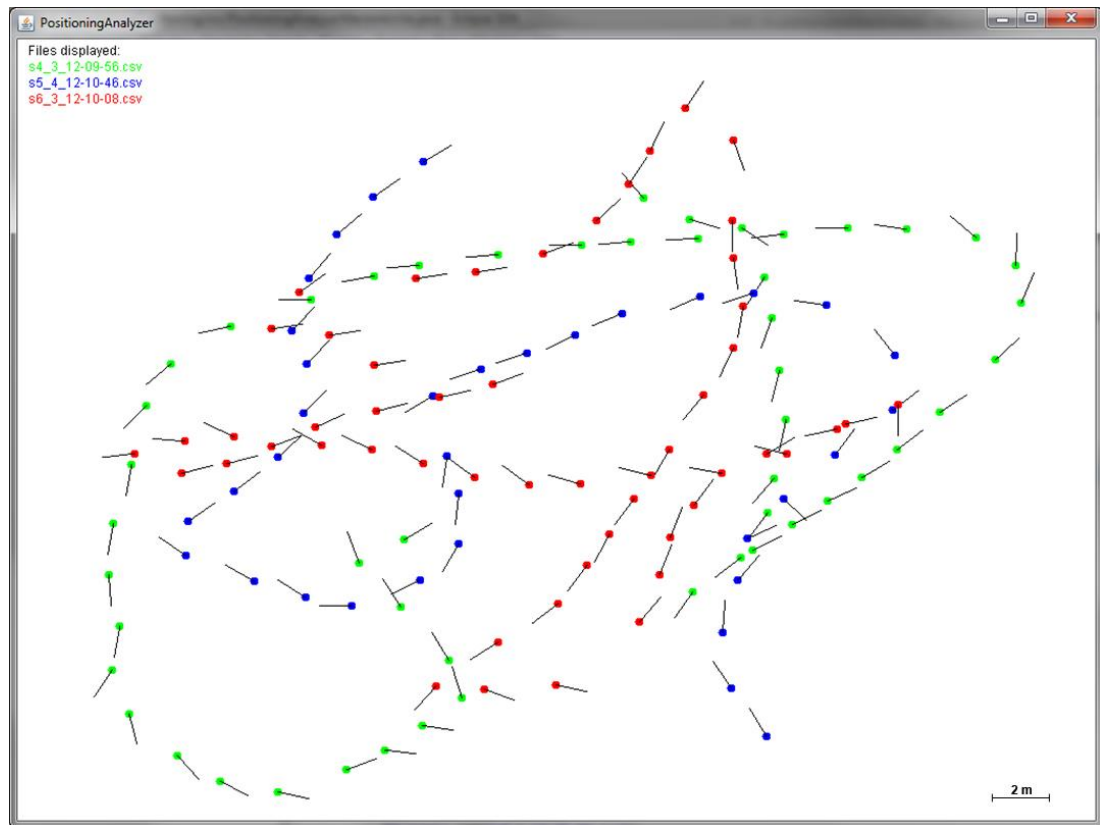 PositioningAnalyzer
Files displayed:
s4_3_12-09-56.csv
s5_4_12-10-46.csv
s6_3_12-10-08.csv
2 m